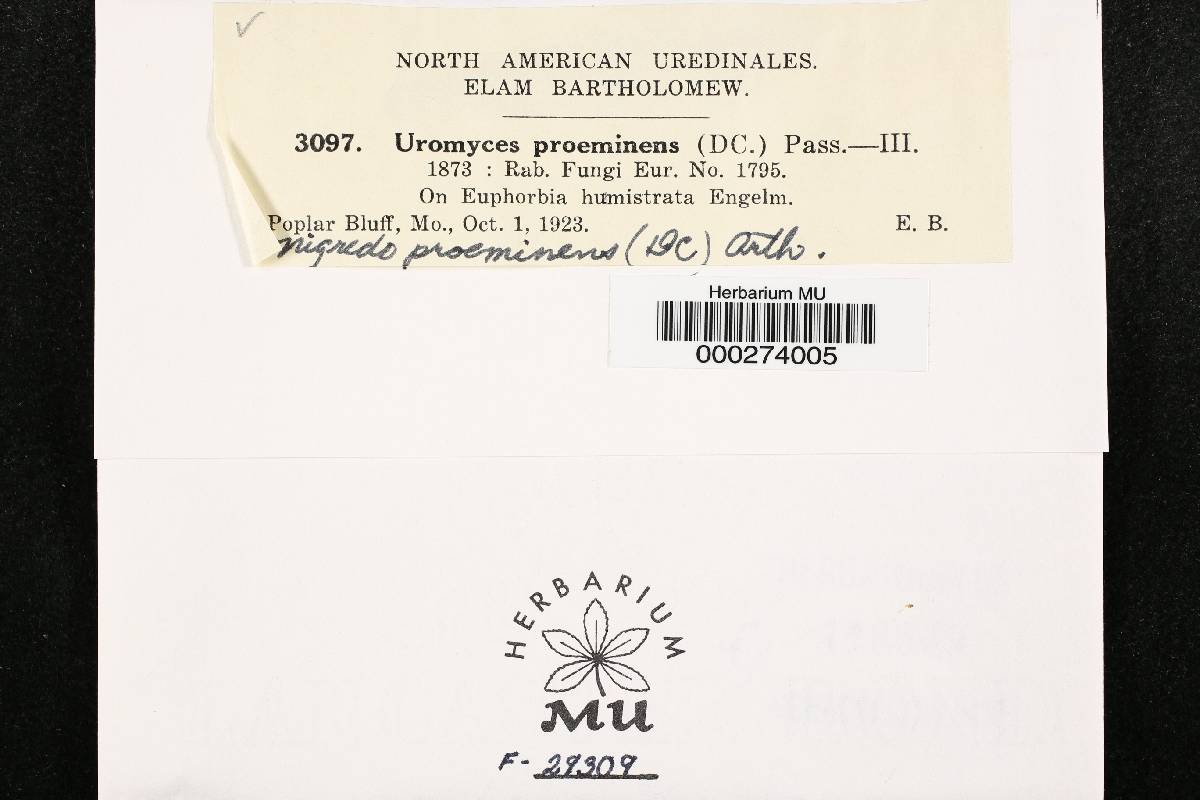 NORTH AMERICAN UREDINALES.
ELAM BARTHOLOMEW.
3097. Uromyces proeminens (DC.) Pass.—III.
1873 : Rab. Fungi Eur. No. 1795.
On Euphorbia humistrata Engelm.
Poplar Bluff, Mo., Oct. 1, 1923. E. B.
nigredo proeminens (DC) Arth.
Herbarium MU
000274005
HERBARIUM
MU
F- 29309